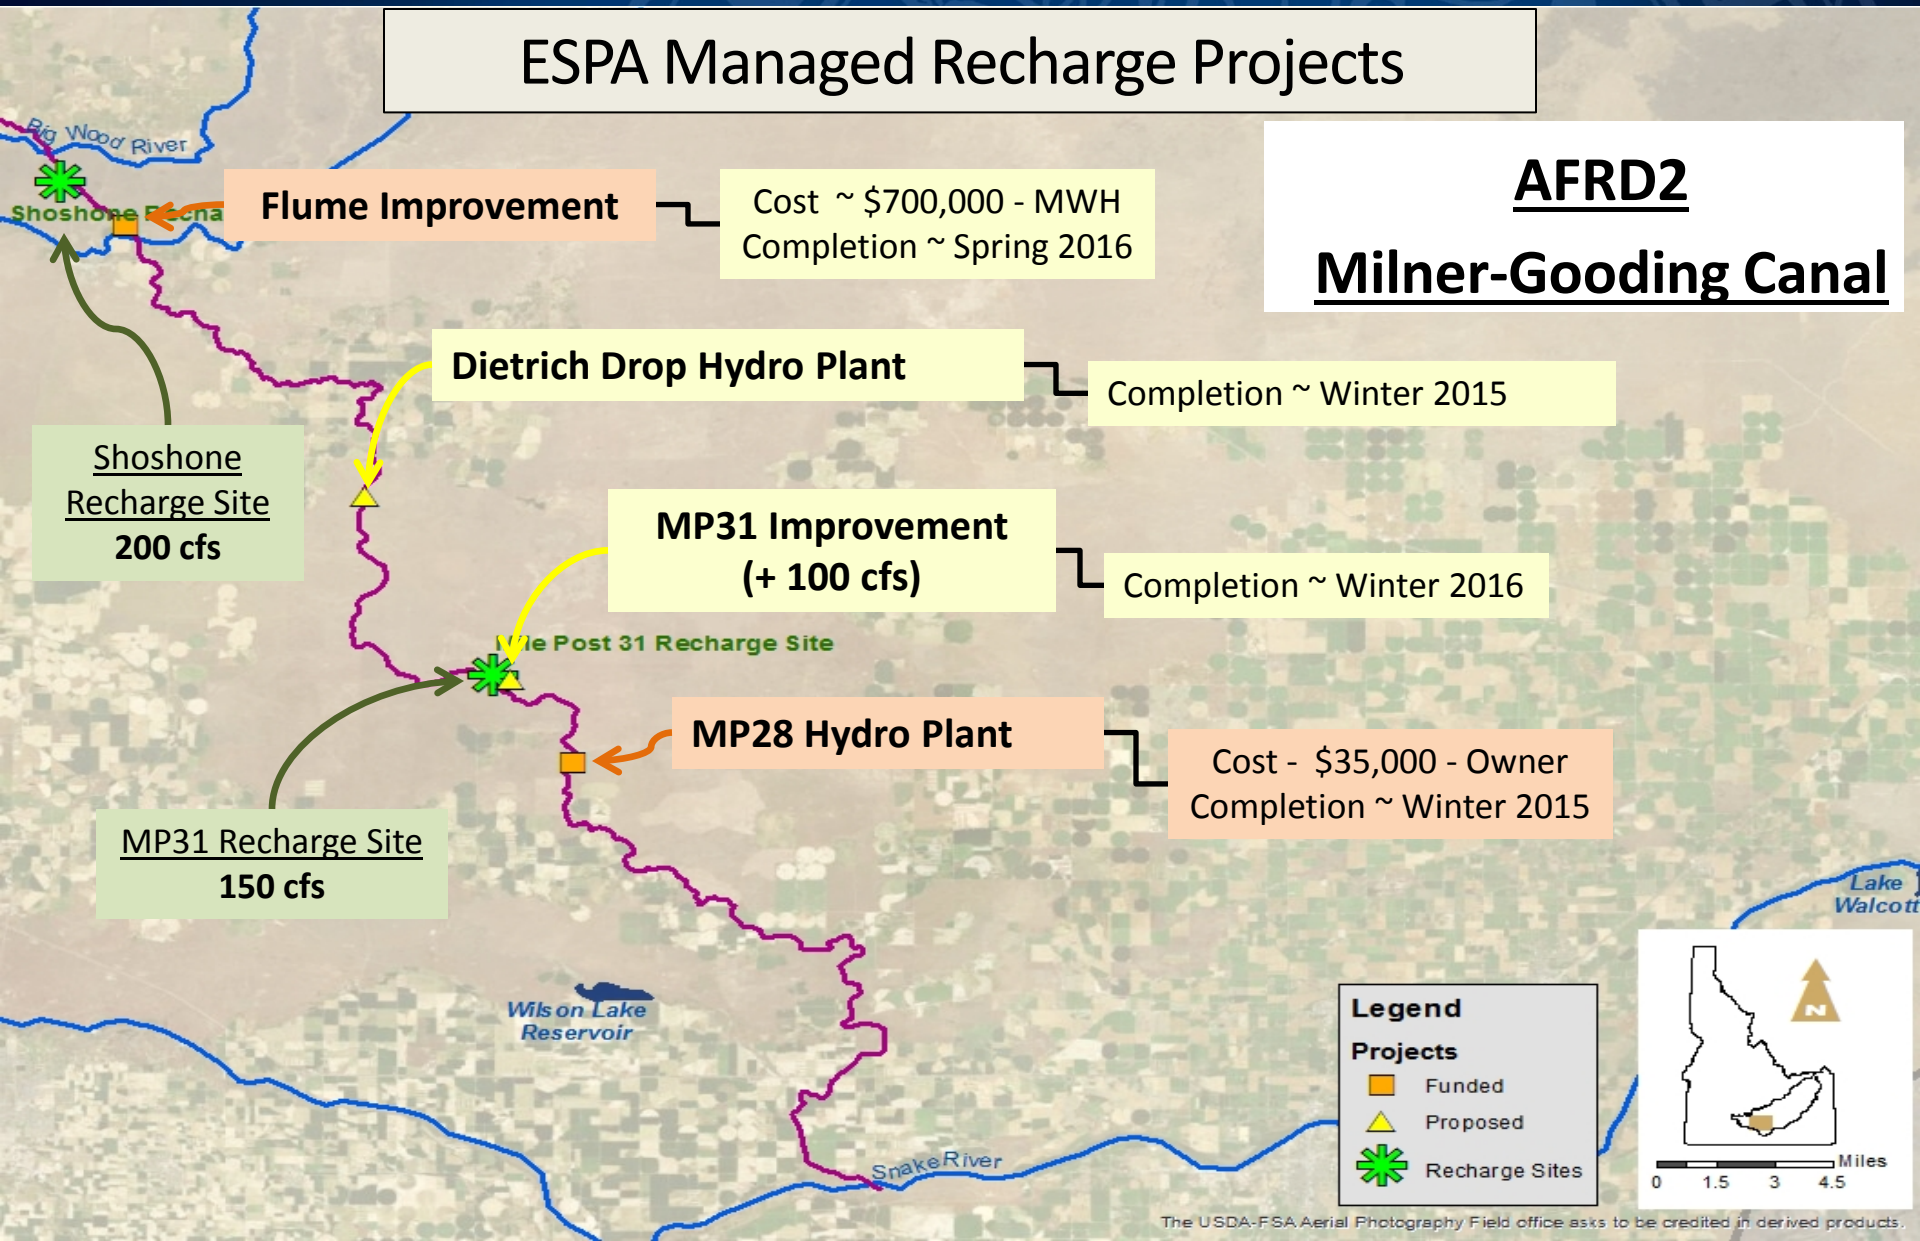 ESPA Managed Recharge Projects
AFRD2
Milner-Gooding Canal
Big Wood River
Shoshone Recha
Flume Improvement
Cost ~ $700,000 - MWH
Completion ~ Spring 2016
Dietrich Drop Hydro Plant
Completion ~ Winter 2015
Shoshone
Recharge Site
200 cfs
MP31 Improvement
(+ 100 cfs)
Completion ~ Winter 2016
Post 31 Recharge Site
MP28 Hydro Plant
Cost - $35,000 - Owner
Completion ~ Winter 2015
MP31 Recharge Site
150 cfs
Lake
Walcott
Wilson Lake
Reservoir
Snake River
Legend
Projects
Funded
Proposed
Recharge Sites
N
Miles
0 1.5 3 4.5
The USDA-FSA Aerial Photography Field office asks to be credited in derived products.